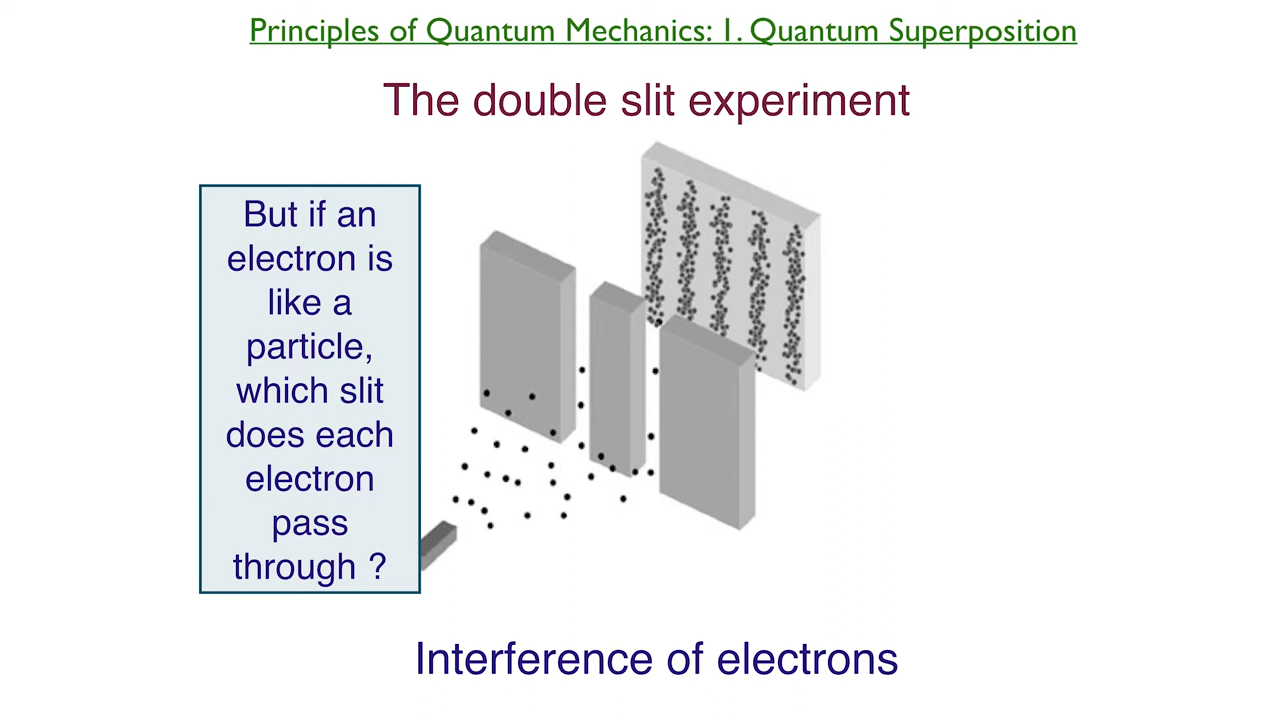 Principles of Quantum Mechanics: 1. Quantum Superposition
The double slit experiment
But if an
electron is
like a
particle,
which slit
does each
electron
pass
through ?
Interference of electrons